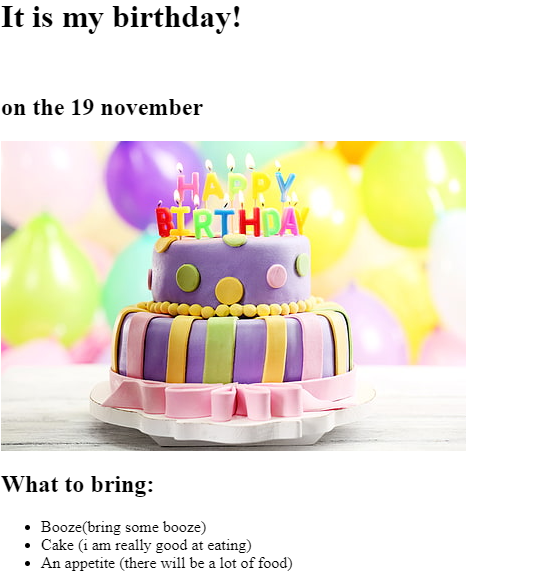 It is my birthday!
on the 19 november
HAPPY
BIRTHDAY
What to bring:
Booze(bring some booze)
Cake (i am really good at eating)
An appetite (there will be a lot of food)